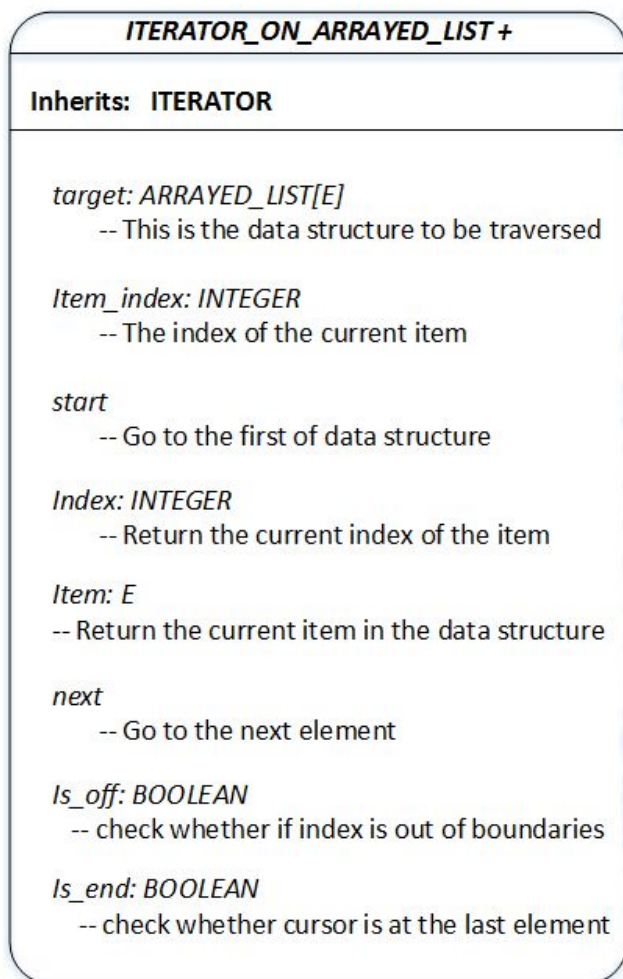 ITERATOR_ON_ARRAYED_LIST +
Inherits: ITERATOR
target: ARRAYED_LIST[E]
-- This is the data structure to be traversed
Item_index: INTEGER
-- The index of the current item
start
-- Go to the first of data structure
Index: INTEGER
-- Return the current index of the item
Item: E
-- Return the current item in the data structure
next
-- Go to the next element
Is_off: BOOLEAN
-- check whether if index is out of boundaries
Is_end: BOOLEAN
-- check whether cursor is at the last element